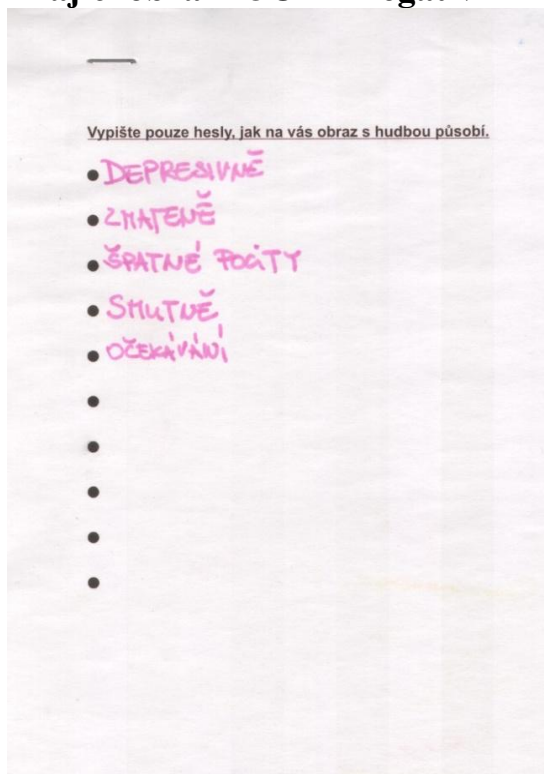 Vypište pouze hesly, jak na vás obraz s hudbou působí.
• DEPRESIVNĚ
• ZMATENĚ
• ŠPATNÉ POCITY
• SMUTNĚ
• OČEKÁVÁNÍ
•
•
•
•
•